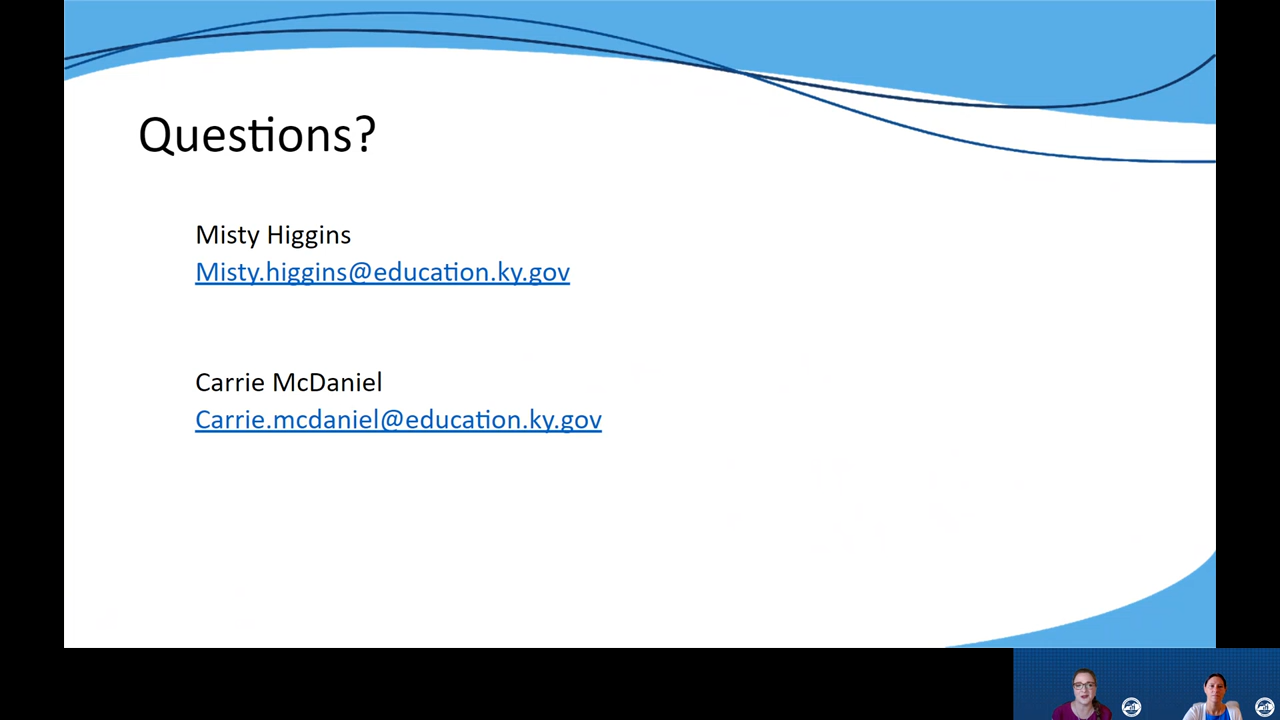 Questions?
Misty Higgins
Misty.higgins@education.ky.gov
Carrie McDaniel
Carrie.mcdaniel@education.ky.gov